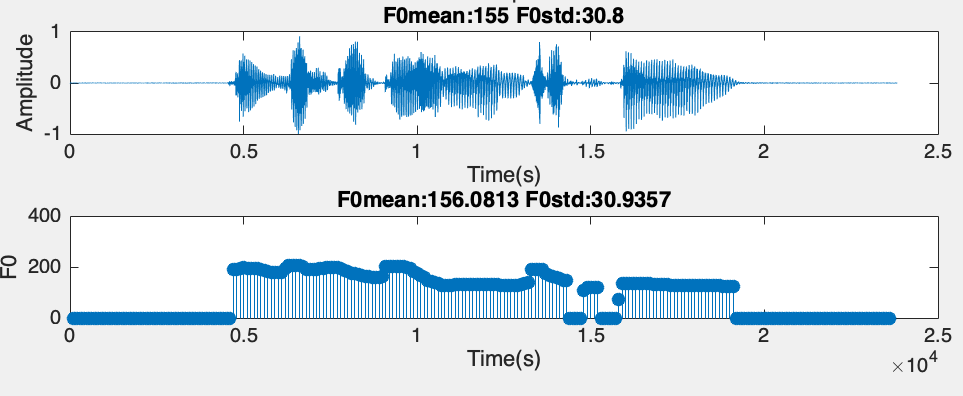 F0mean:155 F0std:30.8
1
0
-1
Amplitude
0 0.5 1 1.5 2 2.5
Time(s)
F0mean:156.0813 F0std:30.9357
400
200
0
F0
0 0.5 1 1.5 2 2.5
Time(s)
×10⁴